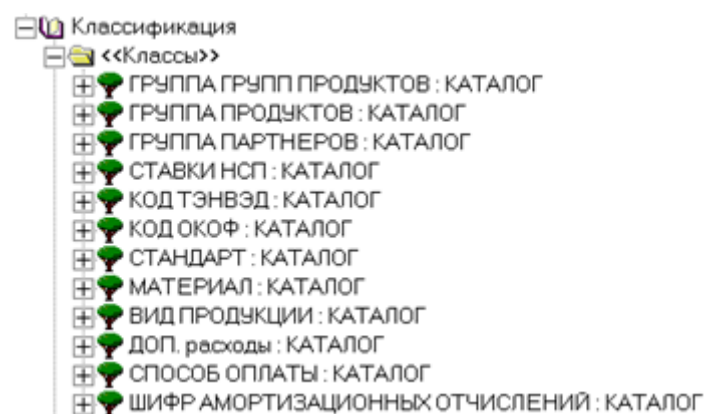 Классификация
<<Классы>>
ГРУППА ГРУПП ПРОДУКТОВ : КАТАЛОГ
ГРУППА ПРОДУКТОВ : КАТАЛОГ
ГРУППА ПАРТНЕРОВ : КАТАЛОГ
СТАВКИ НСП : КАТАЛОГ
КОД ТЭНВЭД : КАТАЛОГ
КОД ОКОФ : КАТАЛОГ
СТАНДАРТ : КАТАЛОГ
МАТЕРИАЛ : КАТАЛОГ
ВИД ПРОДУКЦИИ : КАТАЛОГ
ДОП. расходы : КАТАЛОГ
СПОСОБ ОПЛАТЫ : КАТАЛОГ
ШИФР АМОРТИЗАЦИОННЫХ ОТЧИСЛЕНИЙ : КАТАЛОГ